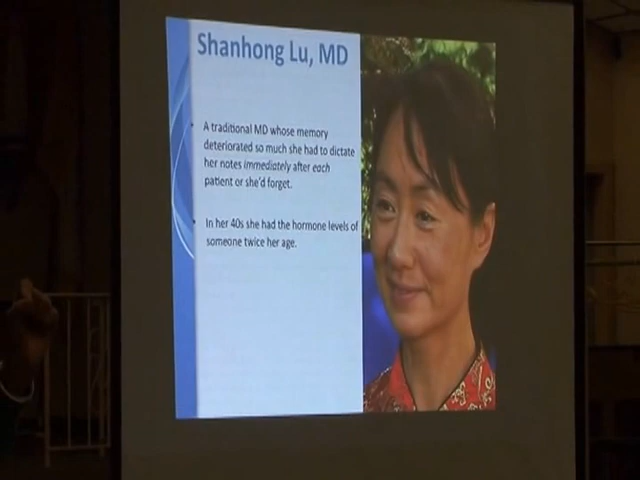 Shanhong Lu, MD
• A traditional MD whose memory
deteriorated so much she had to dictate
her notes immediately after each
patient or she'd forget.
• In her 40s she had the hormone levels of
someone twice her age.